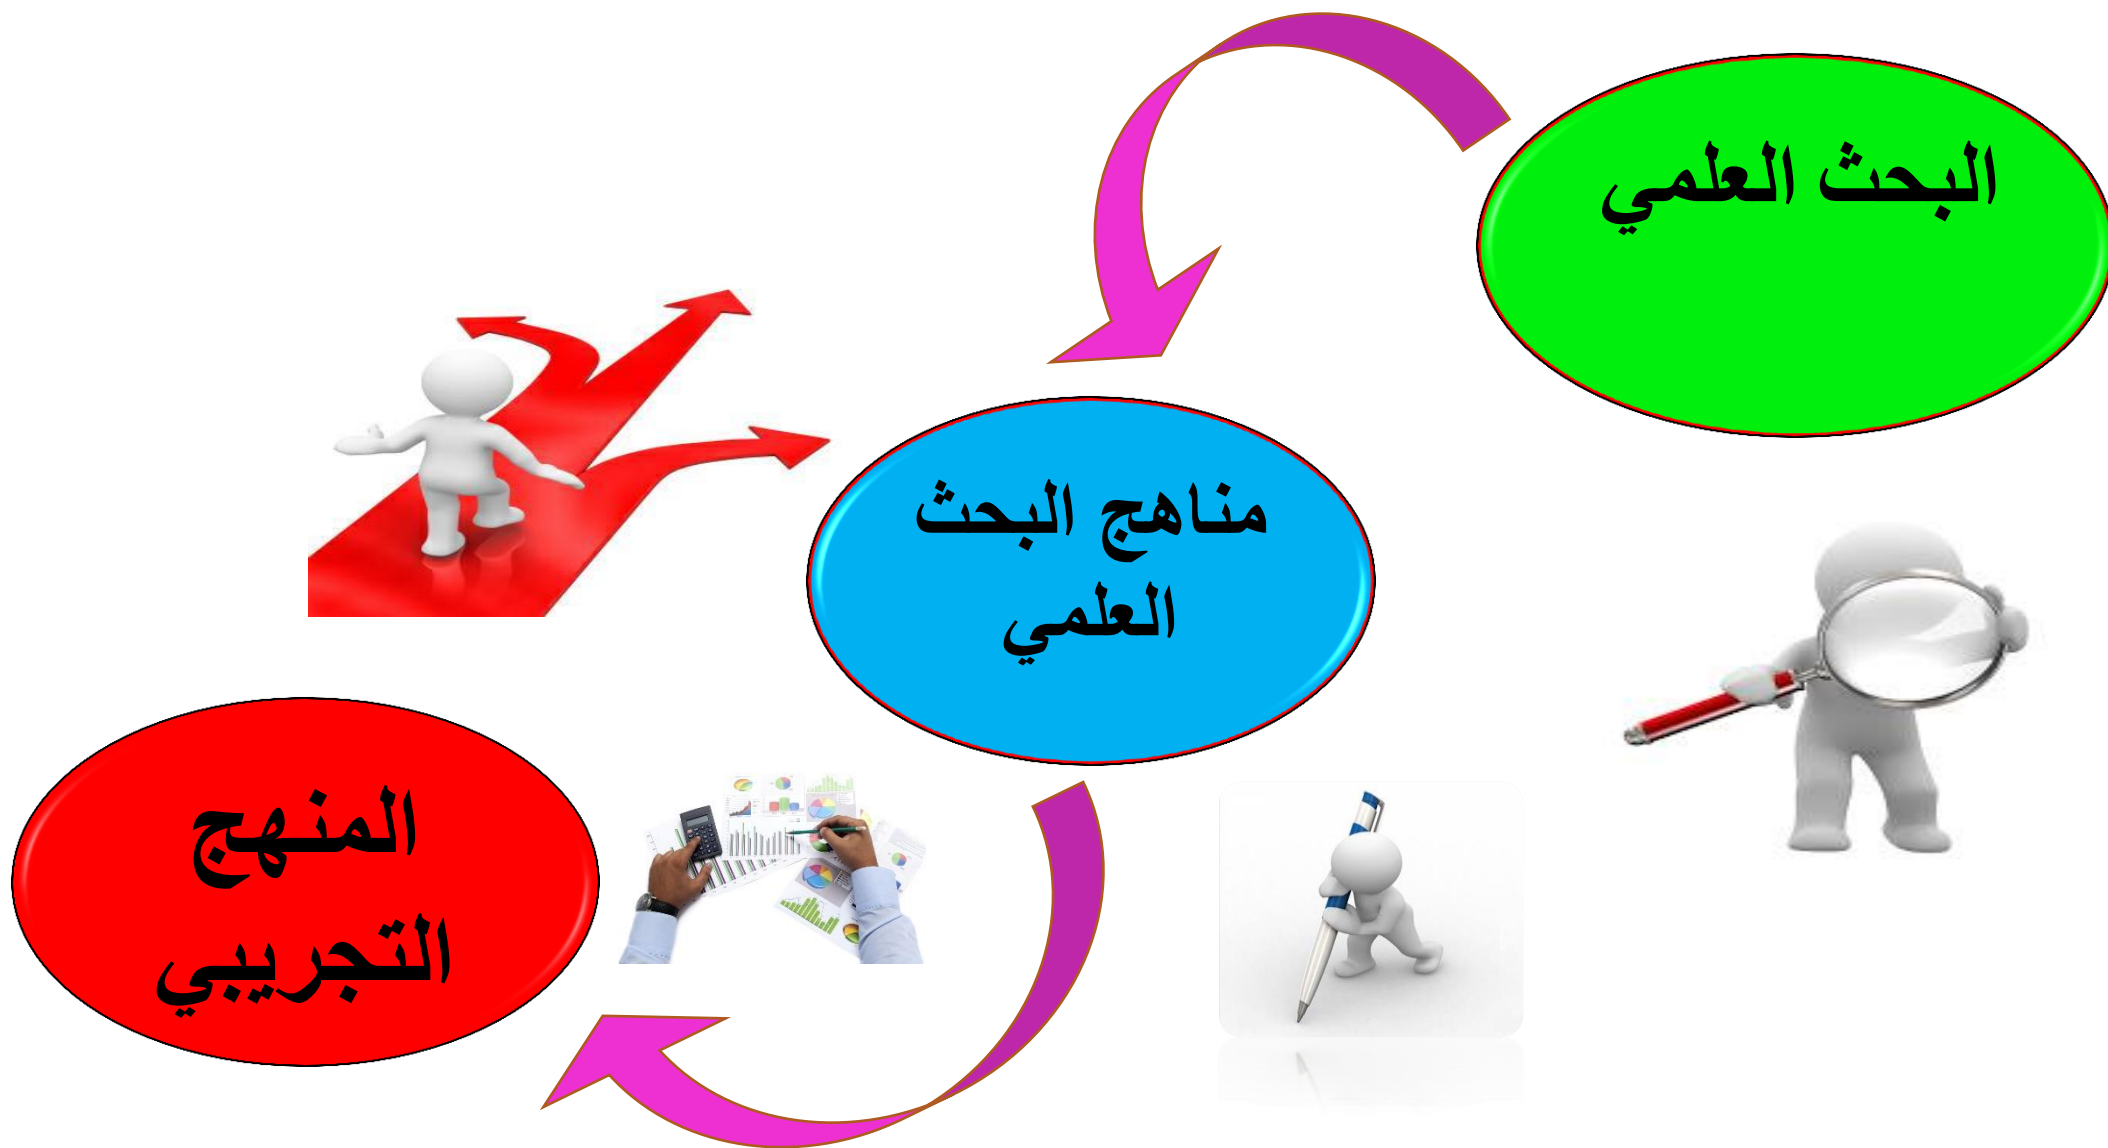 البحث العلمي
مناهج البحث
العلمي
المنهج
التجريبي